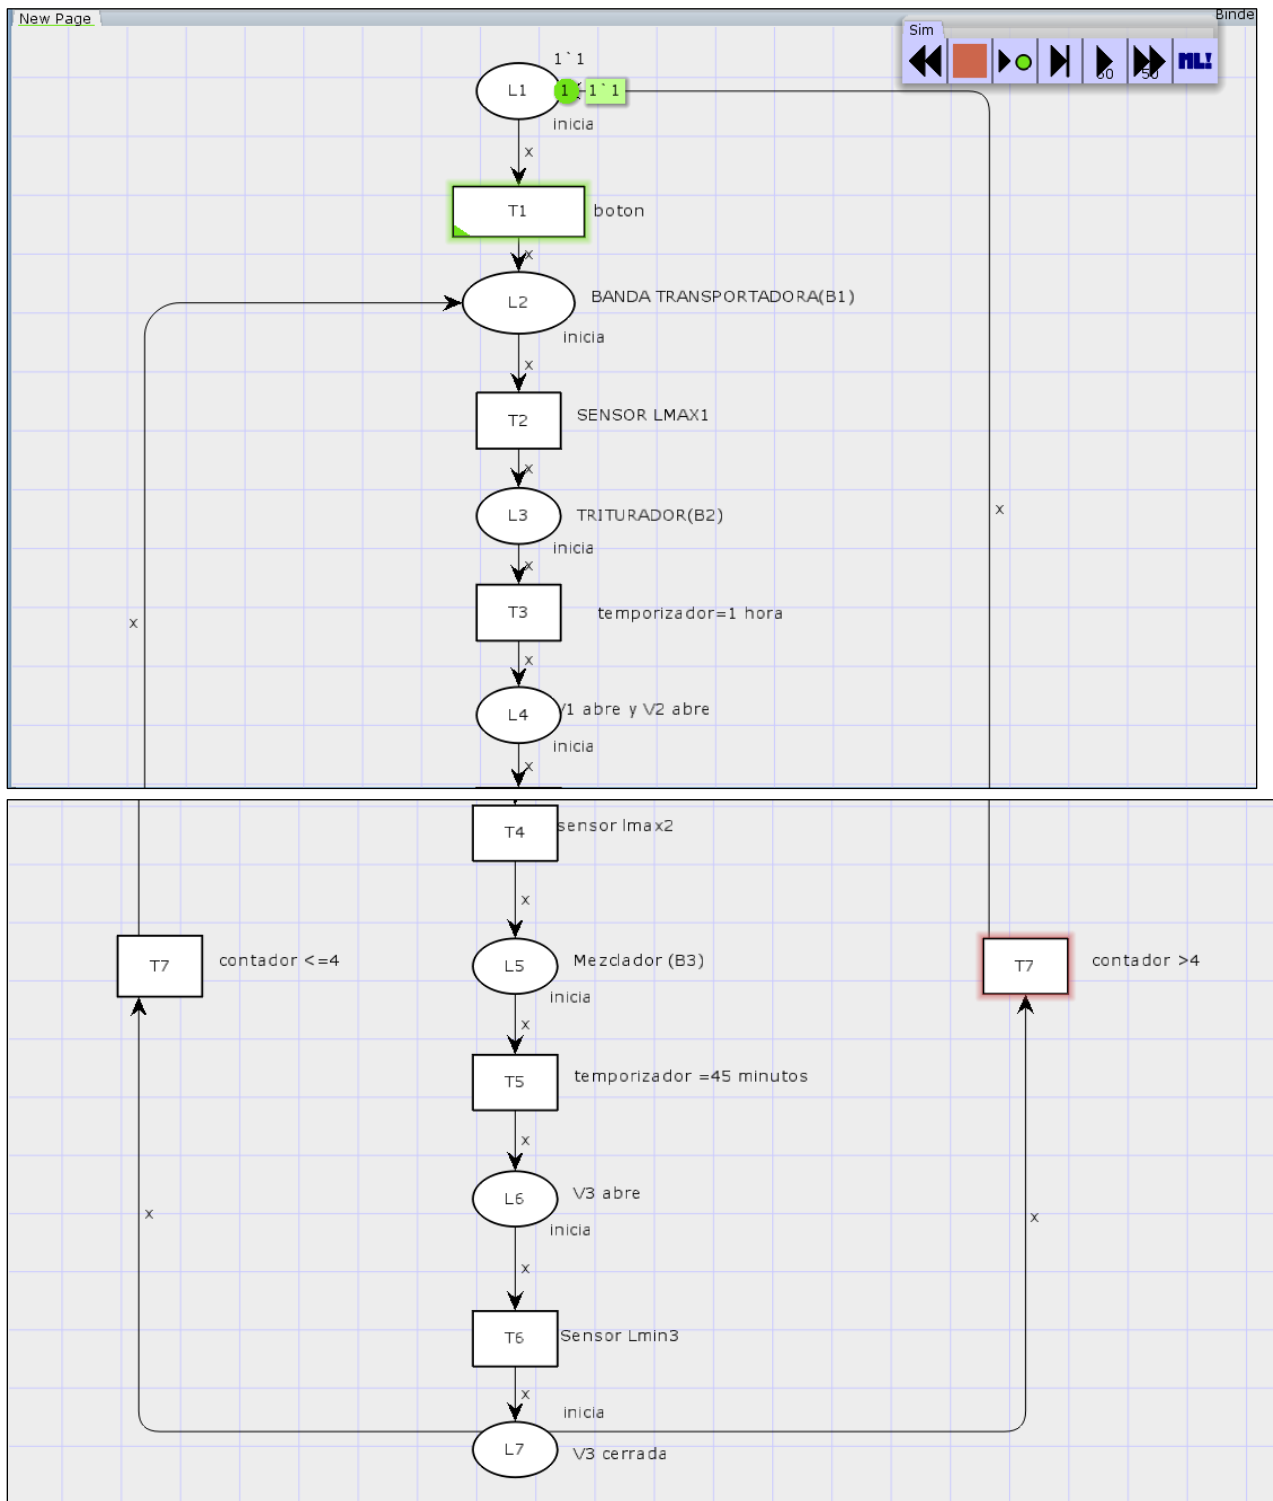 New Page
Binde
Sim
1`1
L1
1
1`1
inicia
x
T1
boton
x
L2
BANDA TRANSPORTADORA(B1)
inicia
x
T2
SENSOR LMAX1
x
L3
TRITURADOR(B2)
inicia
x
x
T3
temporizador=1 hora
x
x
L4
V1 abre y V2 abre
inicia
x
T4
sensor lmax2
x
T7
contador <=4
L5
Mezclador (B3)
T7
contador >4
inicia
x
T5
temporizador =45 minutos
x
L6
V3 abre
x
x
inicia
x
T6
Sensor Lmin3
x
inicia
L7
V3 cerrada
50
ML!